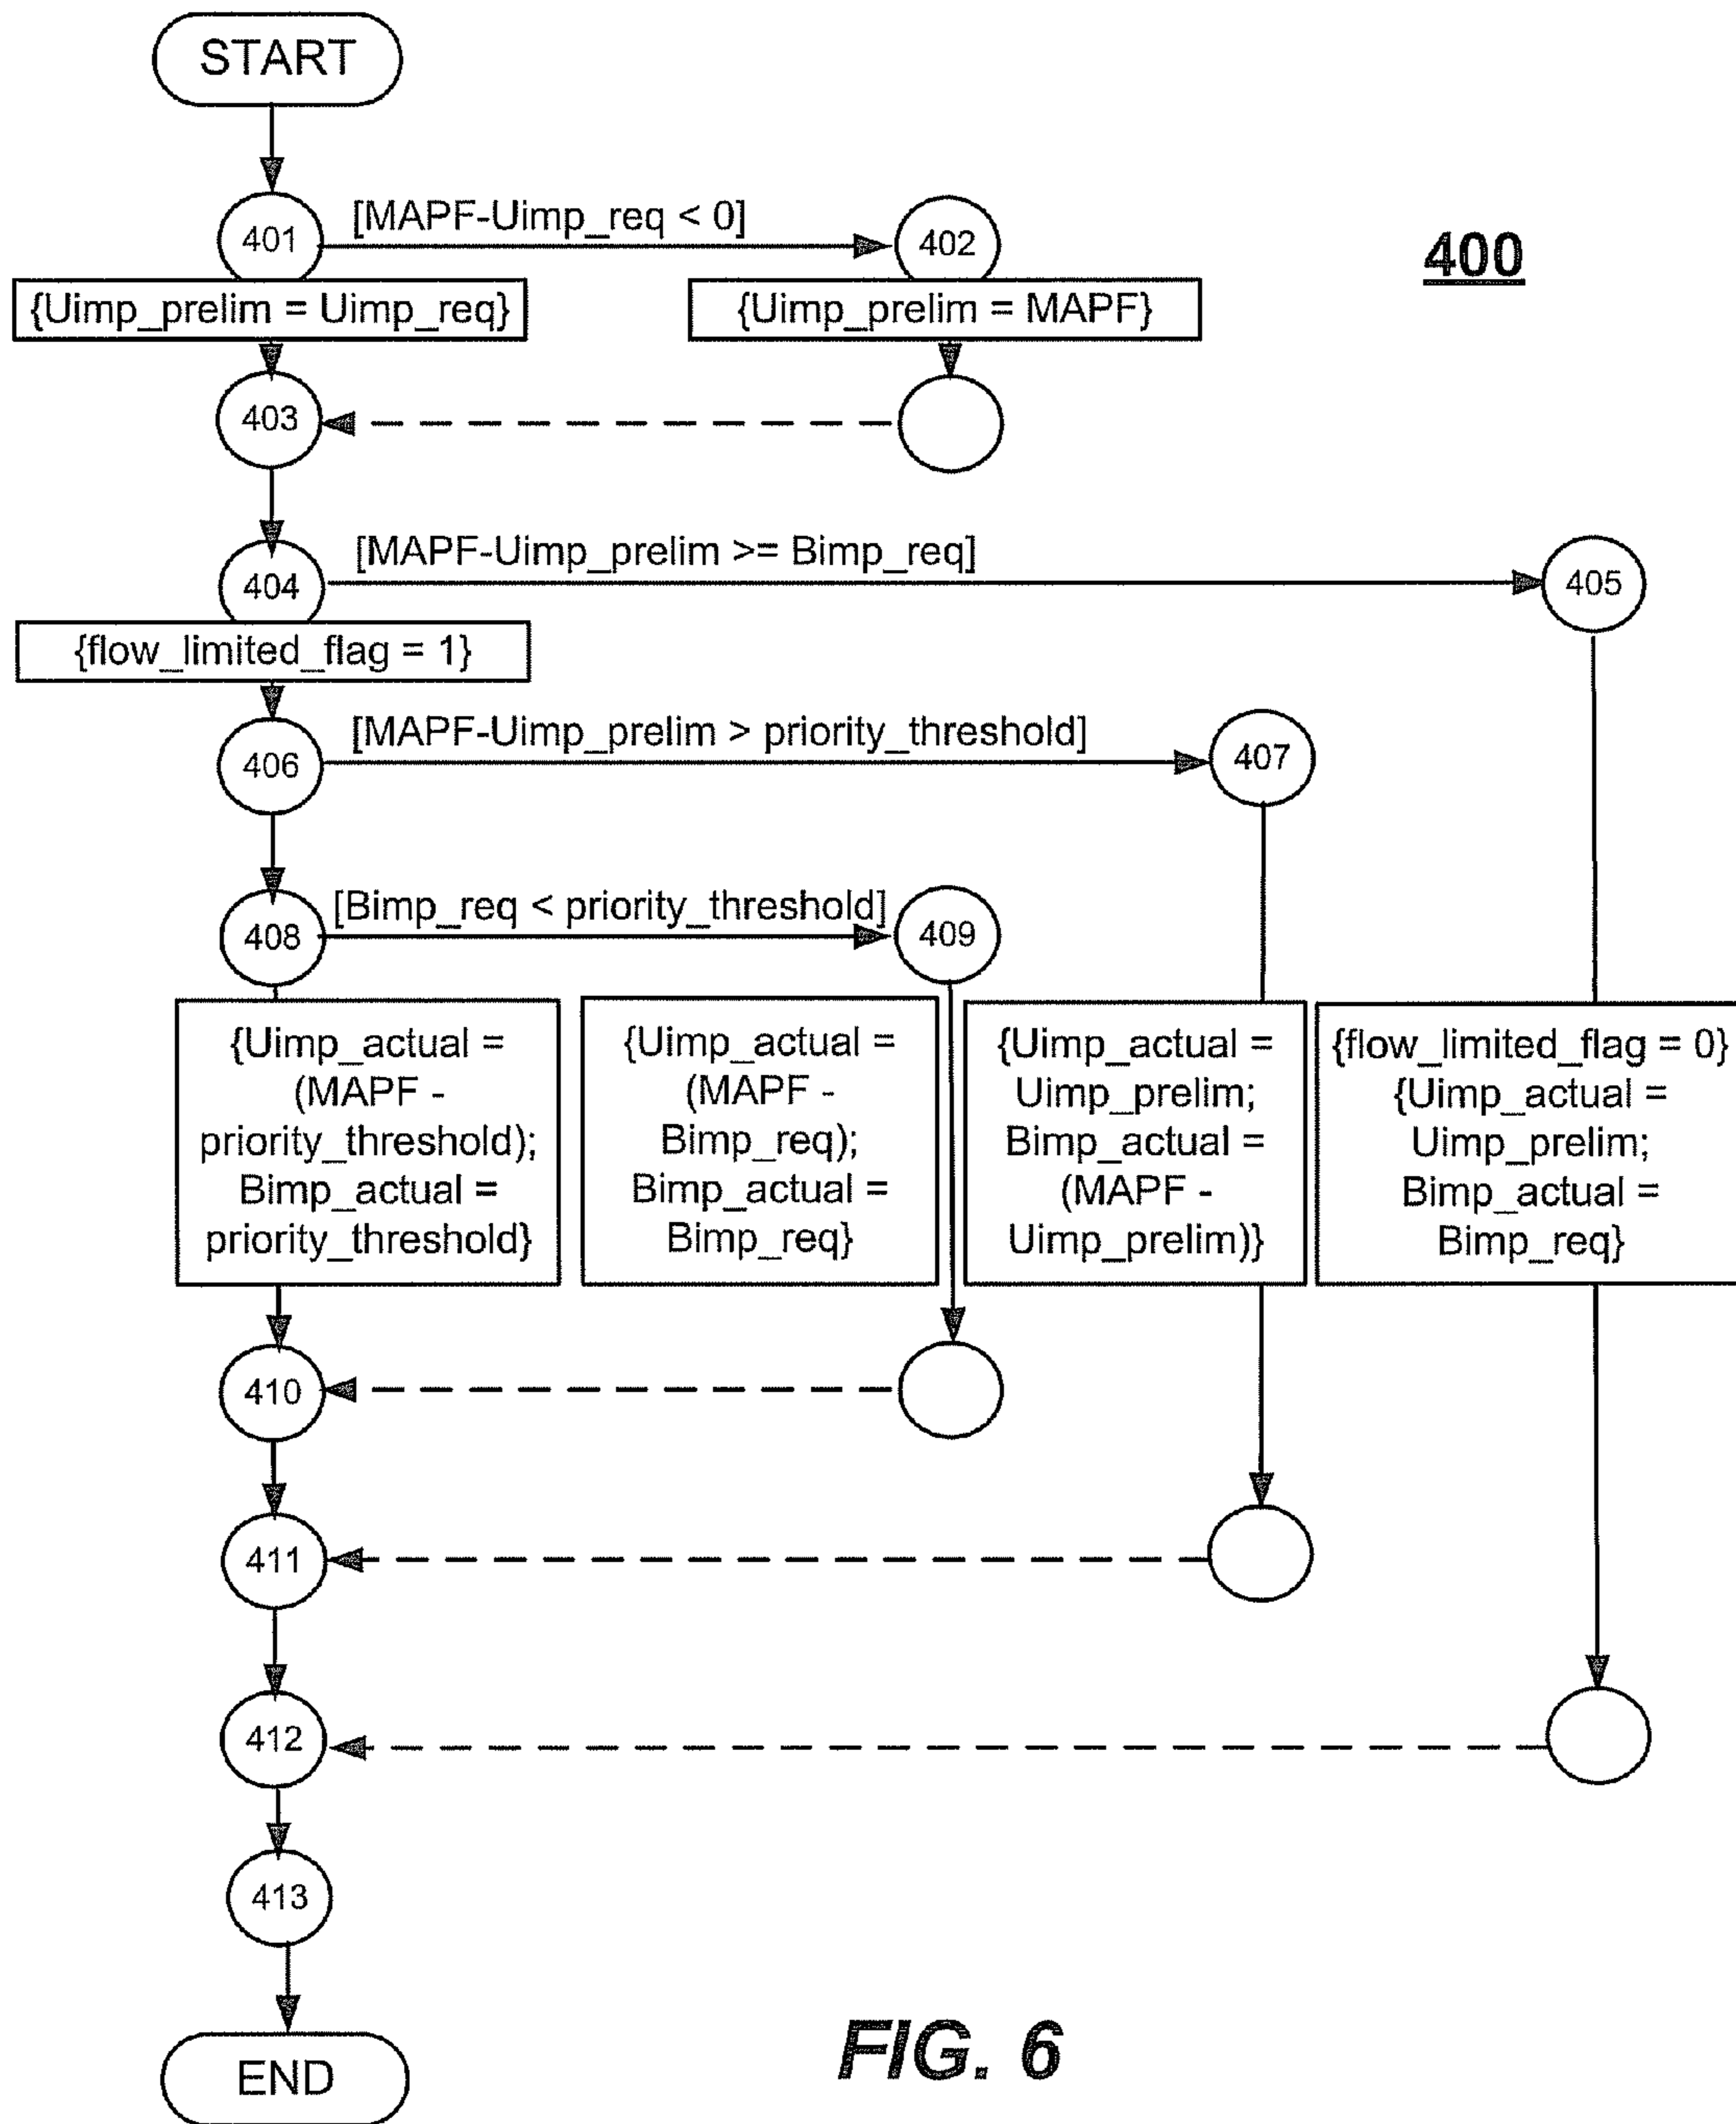 START
401
[MAPF-Uimp_req < 0]
402
400
{Uimp_prelim = Uimp_req}
{Uimp_prelim = MAPF}
403
404
[MAPF-Uimp_prelim >= Bimp_req]
405
{flow_limited_flag = 1}
406
[MAPF-Uimp_prelim > priority_threshold]
407
408
[Bimp_req < priority_threshold]
409
{Uimp_actual =
(MAPF -
priority_threshold);
Bimp_actual =
priority_threshold}
{Uimp_actual =
(MAPF -
Bimp_req);
Bimp_actual =
Bimp_req}
{Uimp_actual =
Uimp_prelim;
Bimp_actual =
(MAPF -
Uimp_prelim)}
{flow_limited_flag = 0}
{Uimp_actual =
Uimp_prelim;
Bimp_actual =
Bimp_req}
410
411
412
413
END
FIG. 6